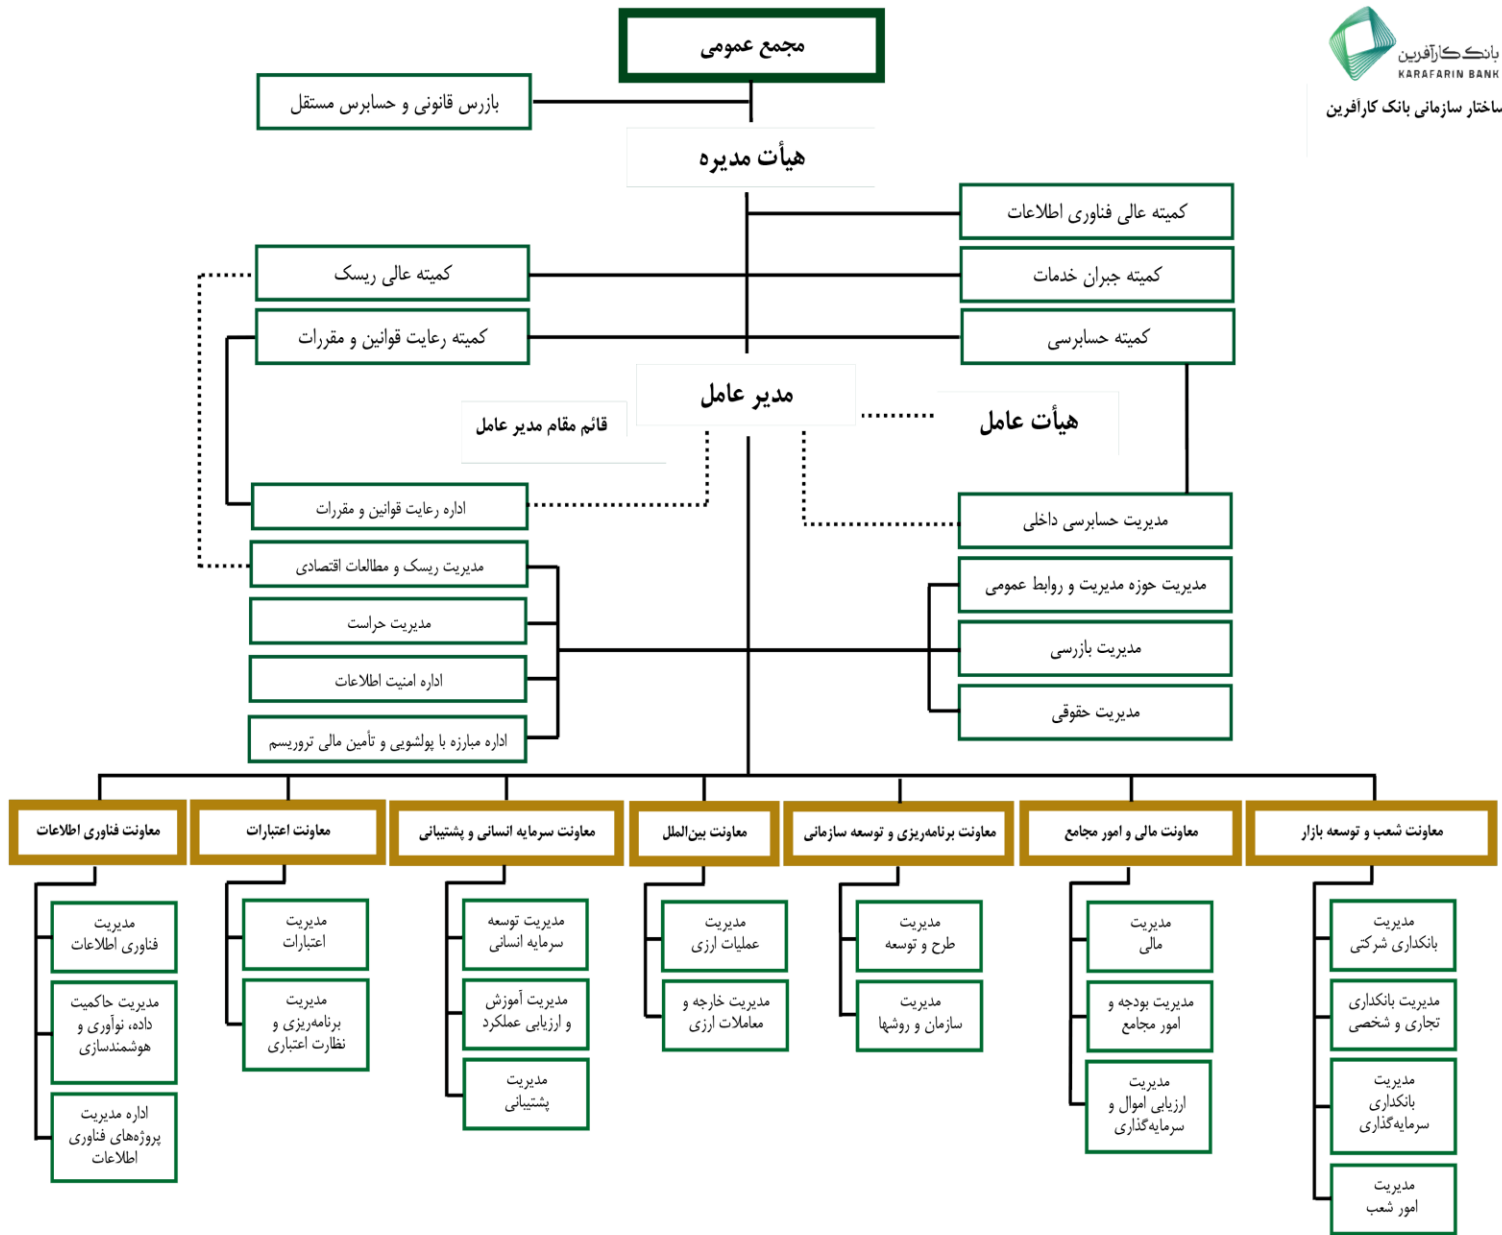 بانک کارآفرین
KARAFARIN BANK
ساختار سازمانی بانک کارآفرین
مجمع عمومی
بازرس قانونی و حسابرس مستقل
هیأت مدیره
کمیته عالی فناوری اطلاعات
کمیته عالی ریسک
کمیته جبران خدمات
کمیته رعایت قوانین و مقررات
کمیته حسابرسی
مدیر عامل
هیأت عامل
قائم مقام مدیر عامل
اداره رعایت قوانین و مقررات
مدیریت حسابرسی داخلی
مدیریت ریسک و مطالعات اقتصادی
مدیریت حوزه مدیریت و روابط عمومی
مدیریت حراست
مدیریت بازرسی
اداره امنیت اطلاعات
مدیریت حقوقی
اداره مبارزه با پولشویی و تأمین مالی تروریسم
معاونت شعب و توسعه بازار
معاونت مالی و امور مجامع
معاونت برنامه‌ریزی و توسعه سازمانی
معاونت بین‌الملل
معاونت سرمایه انسانی و پشتیبانی
معاونت اعتبارات
معاونت فناوری اطلاعات
مدیریت
بانکداری شرکتی
مدیریت بانکداری
تجاری و شخصی
مدیریت
بانکداری
سرمایه‌گذاری
مدیریت
امور شعب
مدیریت
مالی
مدیریت بودجه و
امور مجامع
مدیریت
ارزیابی اموال و
سرمایه‌گذاری
مدیریت
طرح و توسعه
مدیریت
سازمان و روشها
مدیریت
عملیات ارزی
مدیریت خارجه و
معاملات ارزی
مدیریت توسعه
سرمایه انسانی
مدیریت آموزش
و ارزیابی عملکرد
مدیریت
پشتیبانی
مدیریت
اعتبارات
مدیریت
برنامه‌ریزی و
نظارت اعتباری
مدیریت
فناوری اطلاعات
مدیریت حاکمیت
داده، نوآوری و
هوشمندسازی
اداره مدیریت
پروژه‌های فناوری
اطلاعات